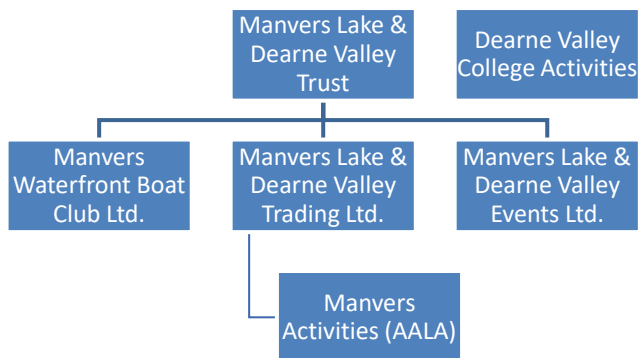 Manvers Lake &
Dearne Valley
Trust
Dearne Valley
College Activities
Manvers
Waterfront Boat
Club Ltd.
Manvers Lake &
Dearne Valley
Trading Ltd.
Manvers Lake &
Dearne Valley
Events Ltd.
Manvers
Activities (AALA)